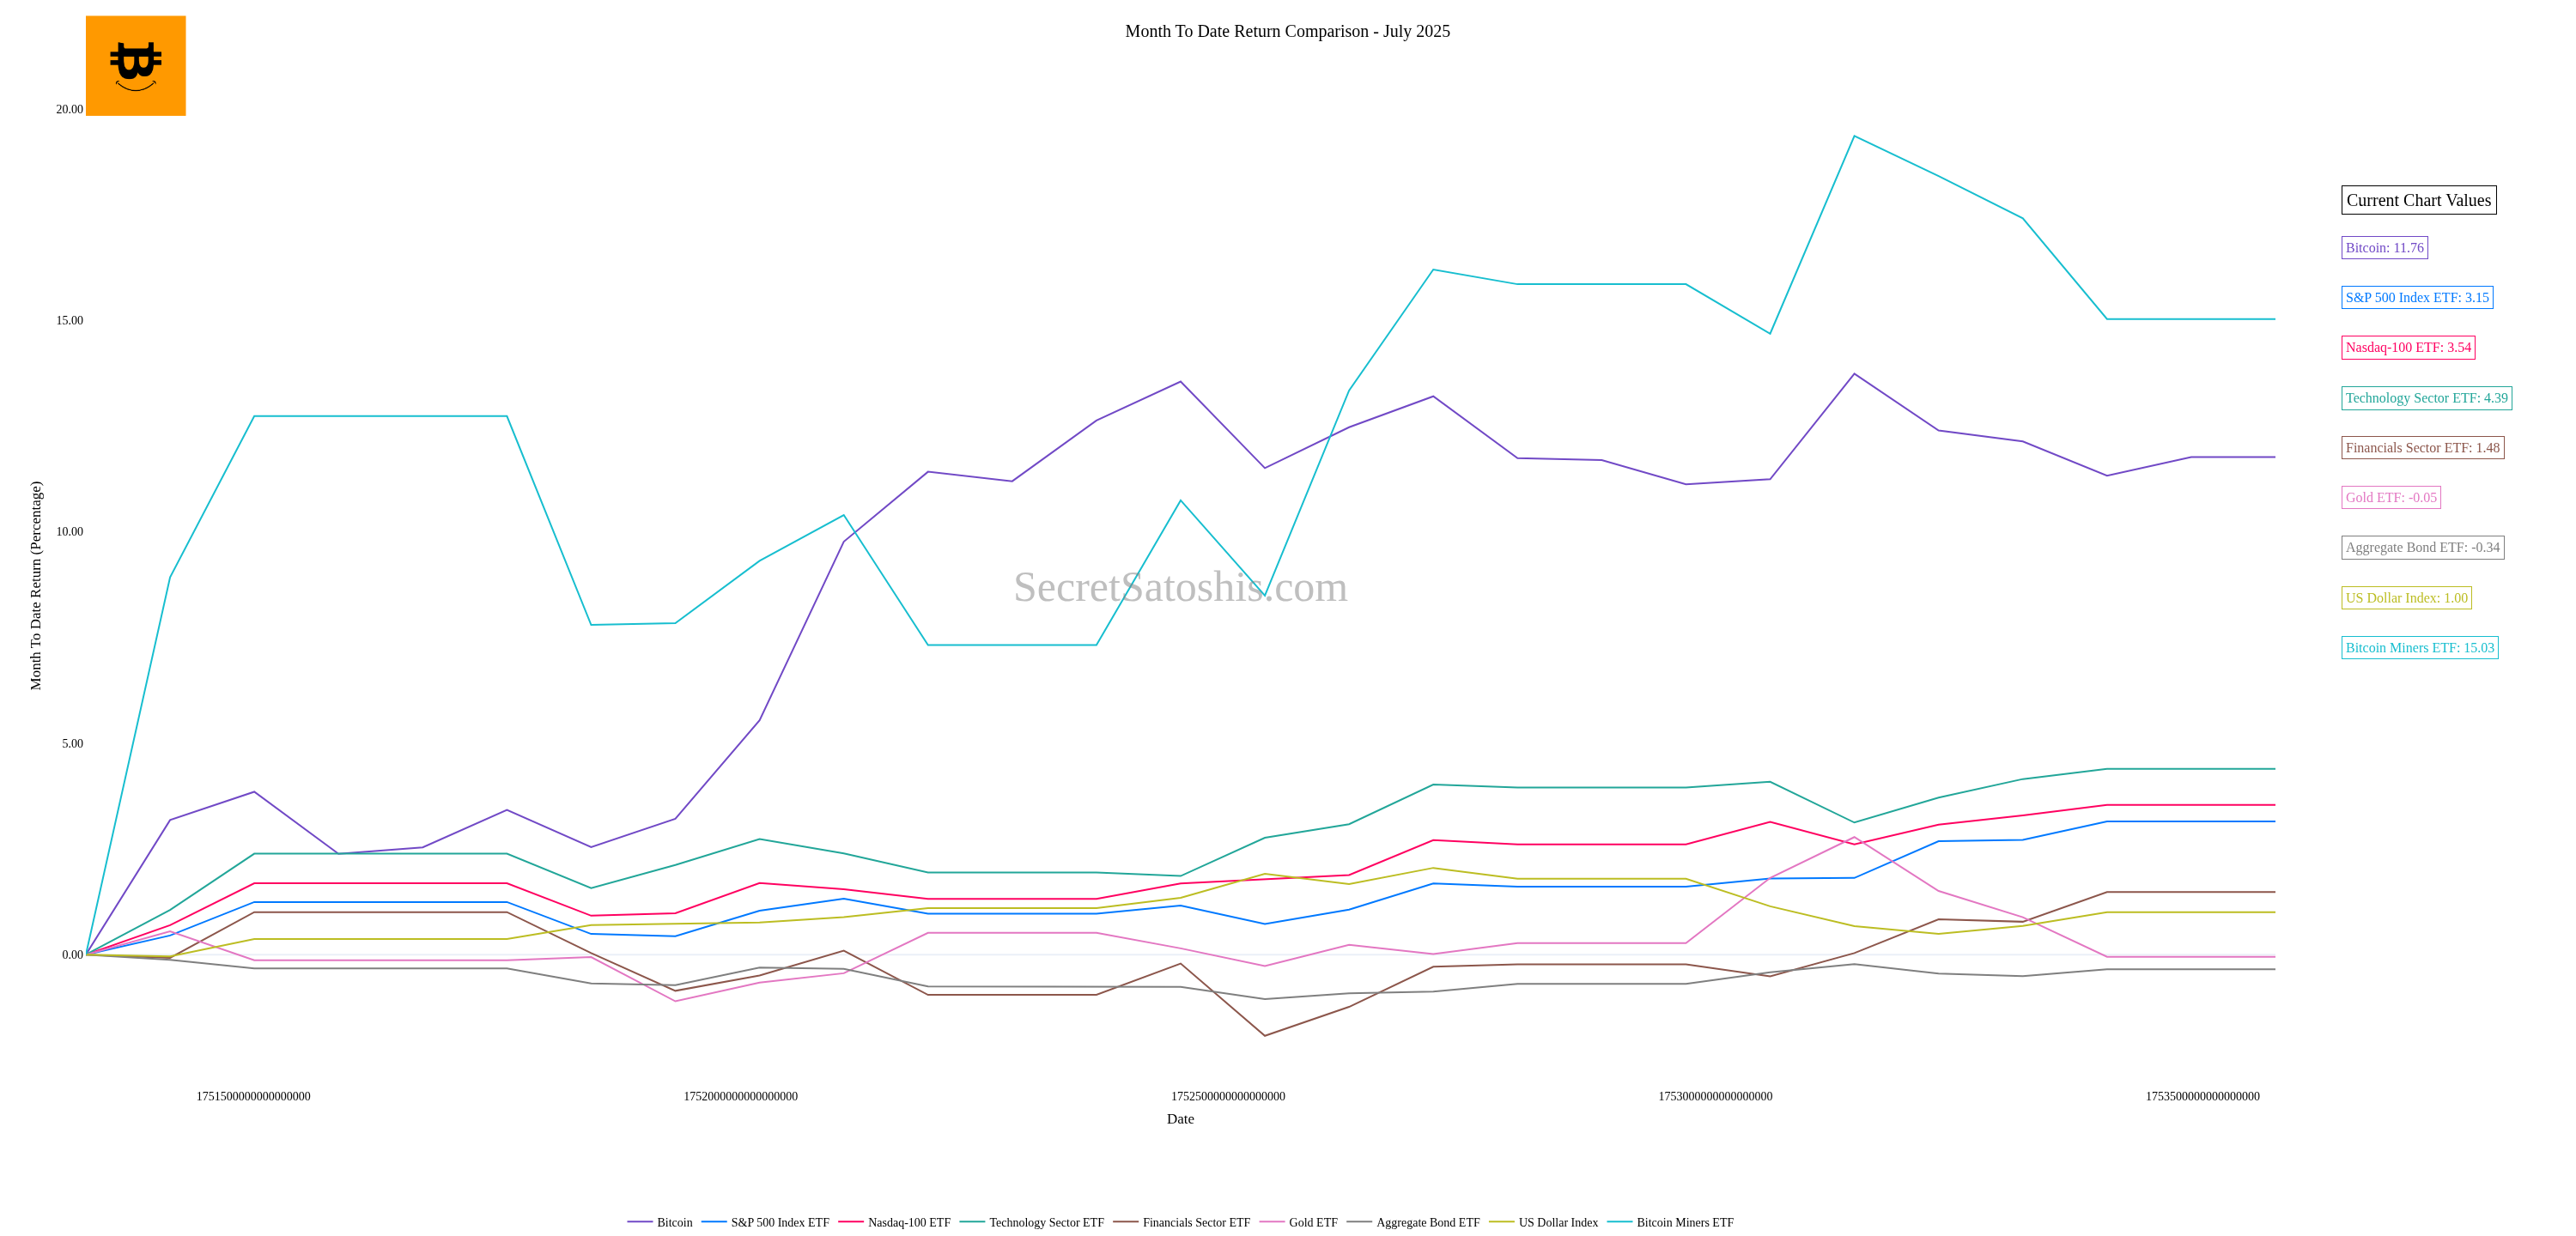 Month To Date Return Comparison - July 2025
20.00
15.00
10.00
5.00
0.00
Month To Date Return (Percentage)
SecretSatoshis.com
Current Chart Values
Bitcoin: 11.76
S&P 500 Index ETF: 3.15
Nasdaq-100 ETF: 3.54
Technology Sector ETF: 4.39
Financials Sector ETF: 1.48
Gold ETF: -0.05
Aggregate Bond ETF: -0.34
US Dollar Index: 1.00
Bitcoin Miners ETF: 15.03
1751500000000000000 1752000000000000000 1752500000000000000 1753000000000000000 1753500000000000000
Date
Bitcoin S&P 500 Index ETF Nasdaq-100 ETF Technology Sector ETF Financials Sector ETF Gold ETF Aggregate Bond ETF US Dollar Index Bitcoin Miners ETF